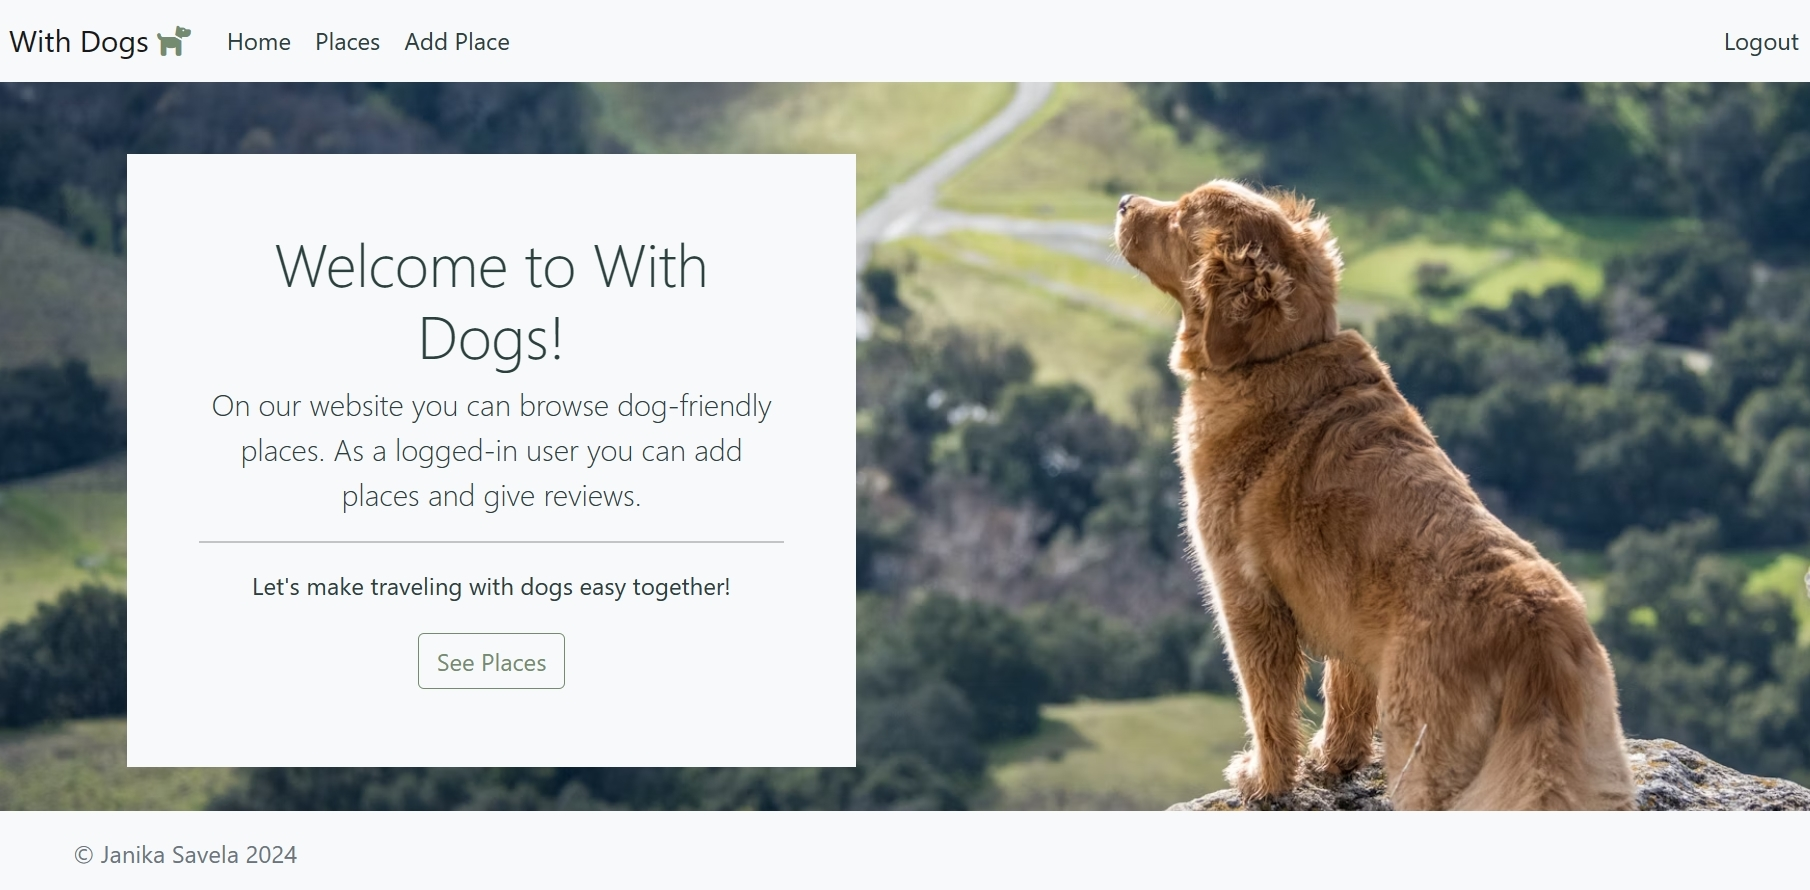 With Dogs Home Places Add Place Logout
Welcome to With
Dogs!
On our website you can browse dog-friendly
places. As a logged-in user you can add
places and give reviews.
Let's make traveling with dogs easy together!
See Places
© Janika Savela 2024